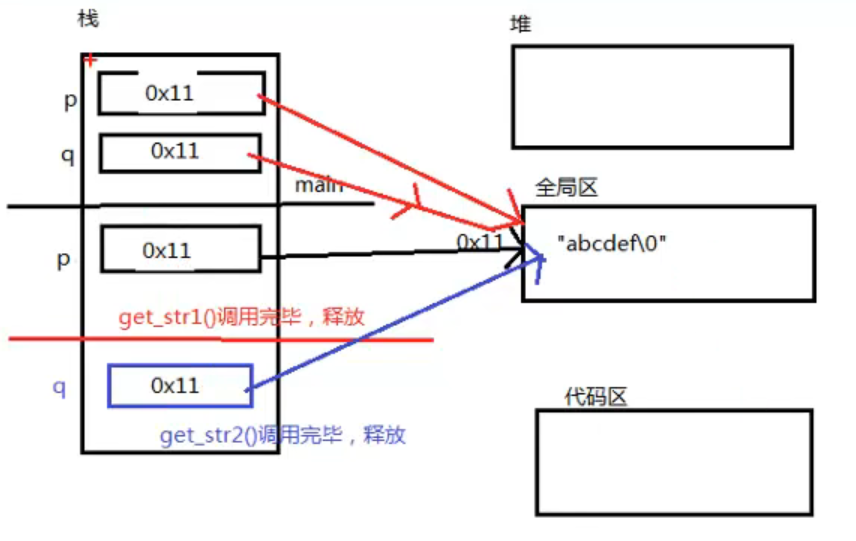 栈
堆
p
0x11
q
0x11
main
全局区
p
0x11
0x11
"abcdef\0"
get_str1()调用完毕，释放
q
0x11
代码区
get_str2()调用完毕，释放